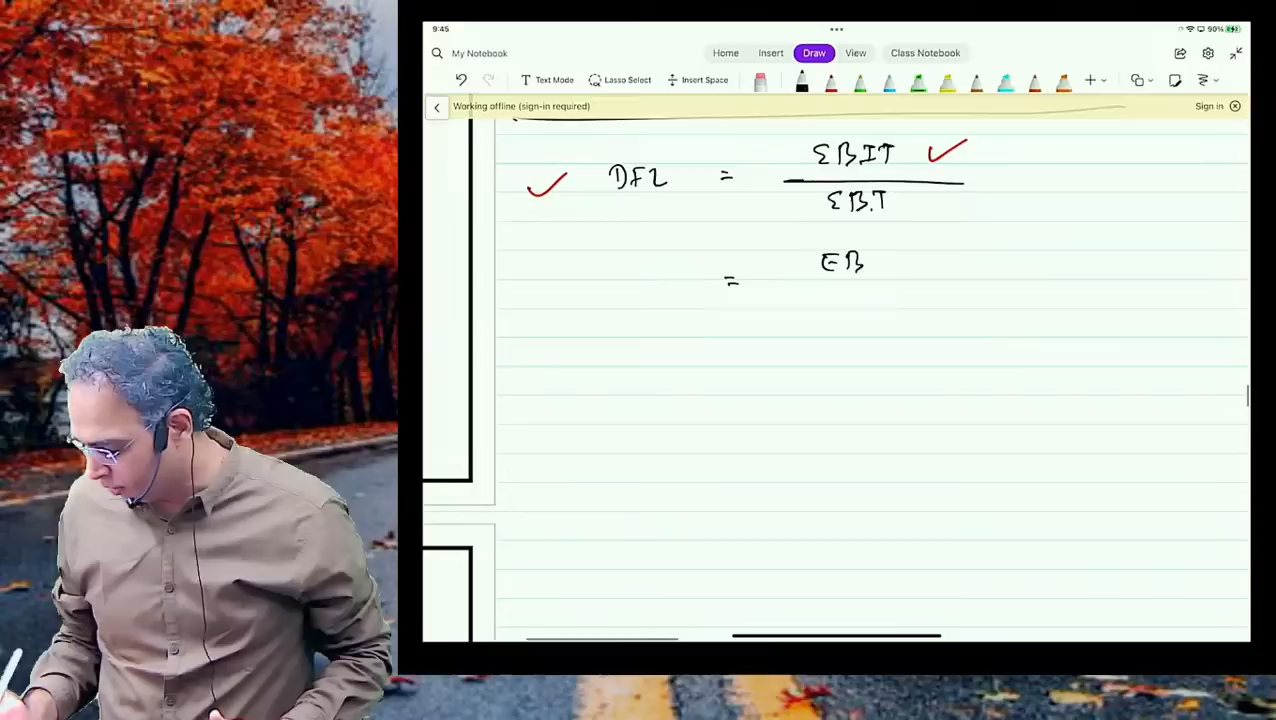 9:45
90%
My Notebook
Home Insert Draw View Class Notebook
Text Mode Lasso Select Insert Space
Working offline (sign-in required) Sign in
EBIT
DFL =
EBT
EB
=